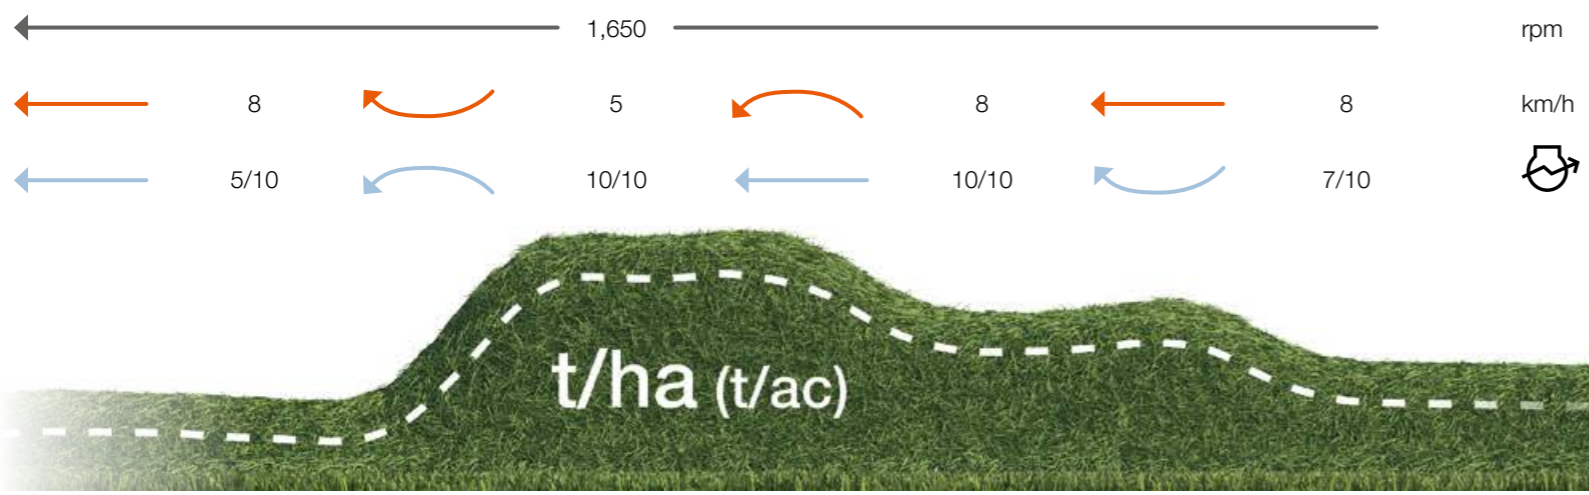 1,650 rpm
8 5 8 8 km/h
5/10 10/10 10/10 7/10
t/ha (t/ac)